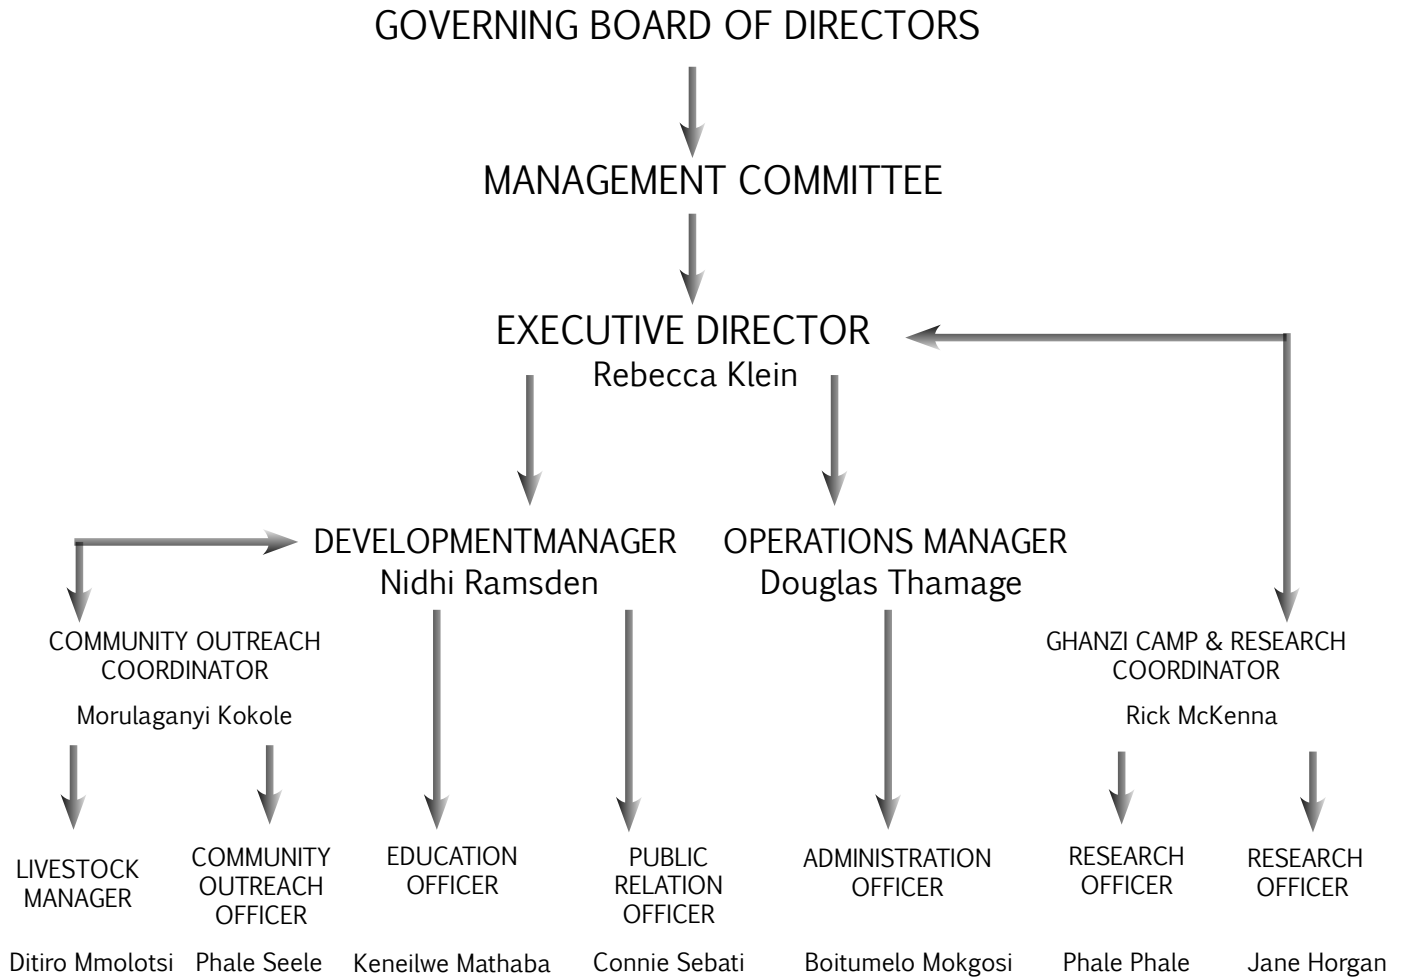 GOVERNING BOARD OF DIRECTORS
MANAGEMENT COMMITTEE
EXECUTIVE DIRECTOR
Rebecca Klein
DEVELOPMENTMANAGER
Nidhi Ramsden
OPERATIONS MANAGER
Douglas Thamage
COMMUNITY OUTREACH
COORDINATOR
Morulaganyi Kokole
GHANZI CAMP & RESEARCH
COORDINATOR
Rick McKenna
LIVESTOCK
MANAGER
Ditiro Mmolotsi
COMMUNITY
OUTREACH
OFFICER
Phale Seele
EDUCATION
OFFICER
Keneilwe Mathaba
PUBLIC
RELATION
OFFICER
Connie Sebati
ADMINISTRATION
OFFICER
Boitumelo Mokgosi
RESEARCH
OFFICER
Phale Phale
RESEARCH
OFFICER
Jane Horgan